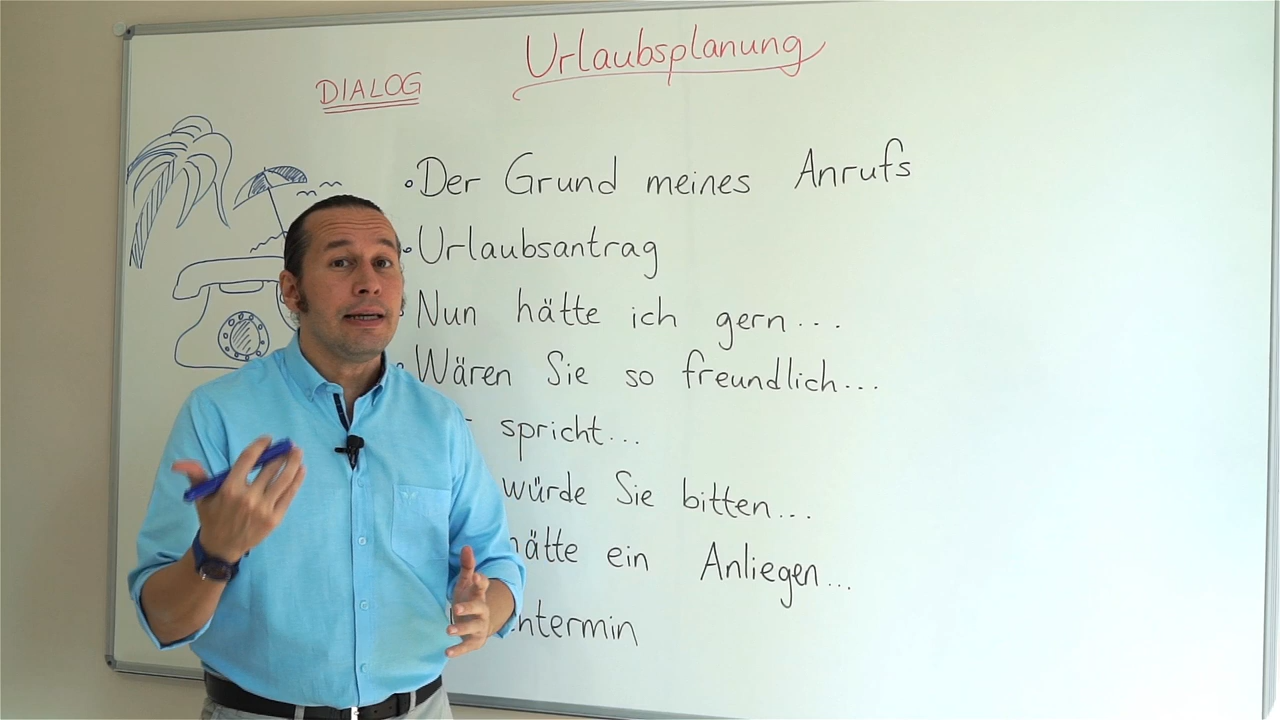 Urlaubsplanung
DIALOG
Der Grund meines Anrufs
Urlaubsantrag
Nun hätte ich gern...
Wären Sie so freundlich...
spricht...
würde Sie bitten...
hätte ein Anliegen...